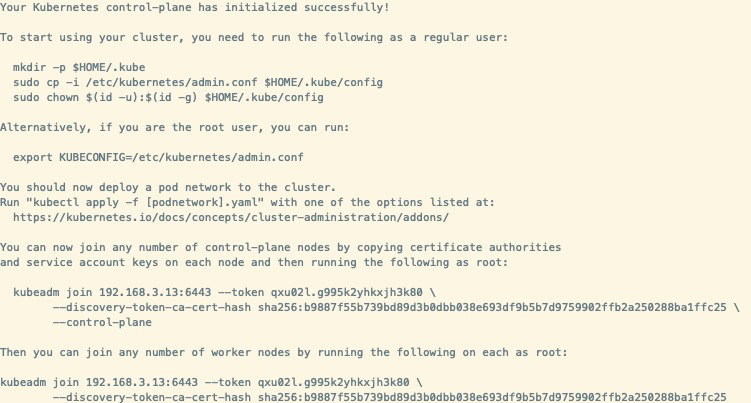 Your Kubernetes control-plane has initialized successfully!
To start using your cluster, you need to run the following as a regular user:
mkdir -p $HOME/.kube
sudo cp -i /etc/kubernetes/admin.conf $HOME/.kube/config
sudo chown $(id -u):$(id -g) $HOME/.kube/config
Alternatively, if you are the root user, you can run:
export KUBECONFIG=/etc/kubernetes/admin.conf
You should now deploy a pod network to the cluster.
Run "kubectl apply -f [podnetwork].yaml" with one of the options listed at:
https://kubernetes.io/docs/concepts/cluster-administration/addons/
You can now join any number of control-plane nodes by copying certificate authorities
and service account keys on each node and then running the following as root:
kubeadm join 192.168.3.13:6443 --token qxu02l.g995k2yhkxjh3k80 \
--discovery-token-ca-cert-hash sha256:b9887f55b739bd89d3b0dbb038e693df9b5b7d9759902ffb2a250288ba1ffc25 \
--control-plane
Then you can join any number of worker nodes by running the following on each as root:
kubeadm join 192.168.3.13:6443 --token qxu02l.g995k2yhkxjh3k80 \
--discovery-token-ca-cert-hash sha256:b9887f55b739bd89d3b0dbb038e693df9b5b7d9759902ffb2a250288ba1ffc25